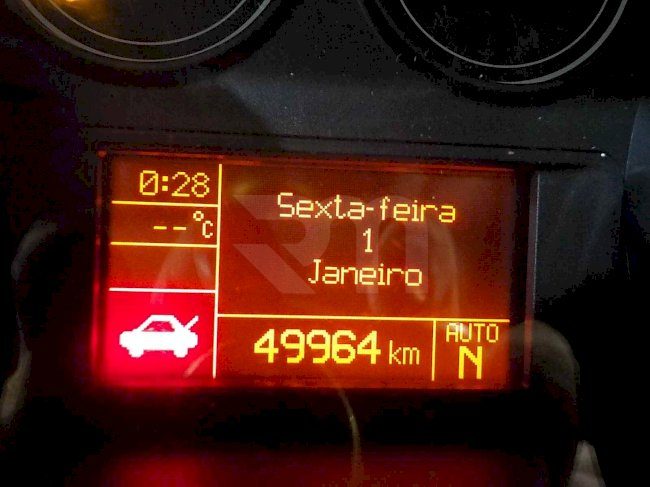 0:28
--°C
Sexta-feira
1
Janeiro
49964 km
AUTO
N